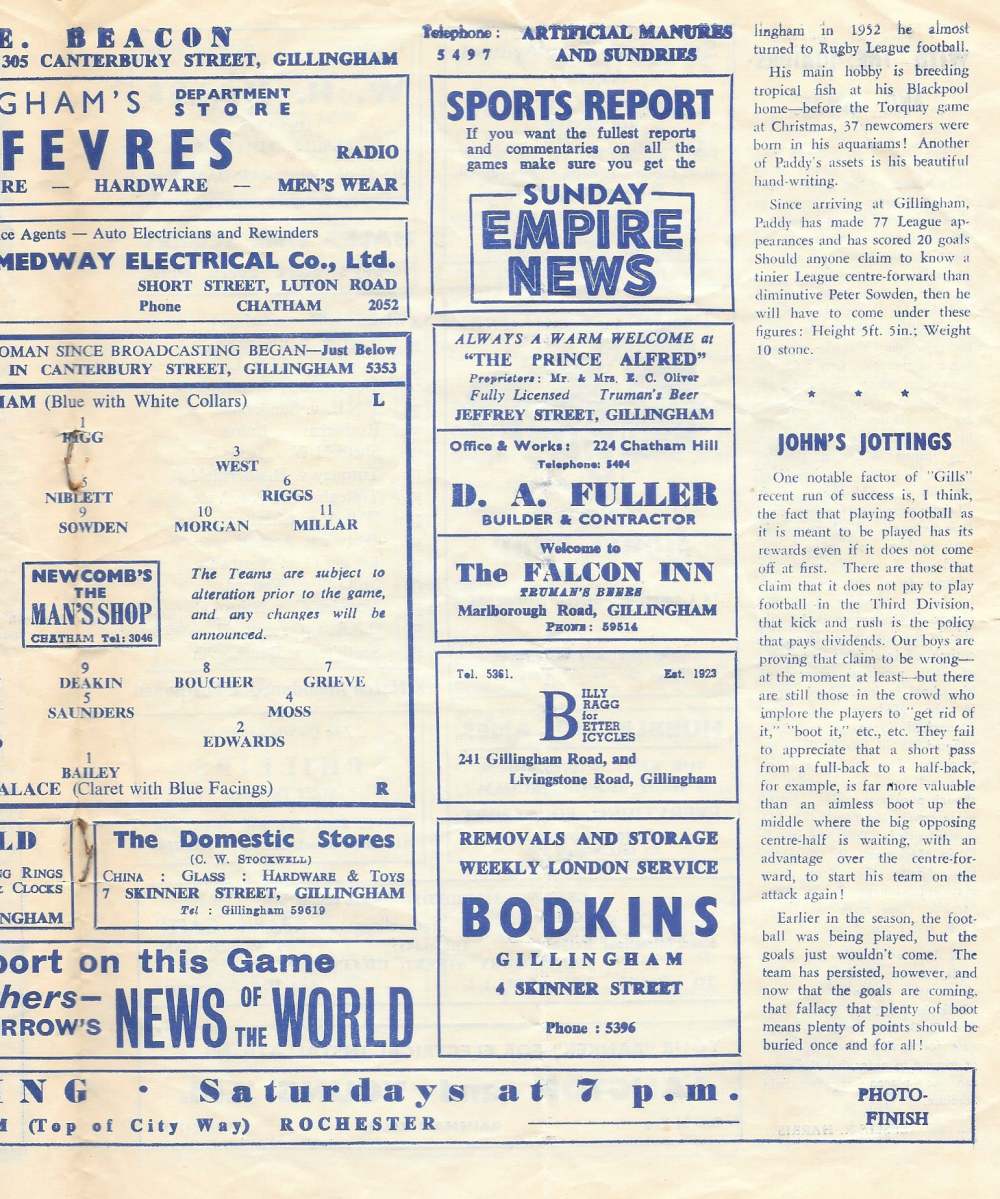 E. BEACON
305 CANTERBURY STREET, GILLINGHAM
GHAM'S DEPARTMENT STORE
FEVRES RADIO
RE — HARDWARE — MEN'S WEAR
ce Agents — Auto Electricians and Rewinders
MEDWAY ELECTRICAL Co., Ltd.
SHORT STREET, LUTON ROAD
Phone CHATHAM 2052
OMAN SINCE BROADCASTING BEGAN—Just Below
IN CANTERBURY STREET, GILLINGHAM 5353
HAM (Blue with White Collars) L
1
RIGG
3
WEST
5 6
NIBLETT RIGGS
9 10 11
SOWDEN MORGAN MILLAR
NEWCOMB'S
THE
MAN'S SHOP
CHATHAM Tel: 3046
The Teams are subject to
alteration prior to the game,
and any changes will be
announced.
9 8 7
DEAKIN BOUCHER GRIEVE
5 4
SAUNDERS MOSS
2
EDWARDS
1
BAILEY
ALACE (Claret with Blue Facings) R
LD
NG RINGS
& CLOCKS
NGHAM
The Domestic Stores
(C. W. STOCKWELL)
CHINA : GLASS : HARDWARE & TOYS
7 SKINNER STREET, GILLINGHAM
Tel : Gillingham 59619
port on this Game
hers—
RROW'S NEWS OF THE WORLD
Telephone: ARTIFICIAL MANURES
5497 AND SUNDRIES
SPORTS REPORT
If you want the fullest reports
and commentaries on all the
games make sure you get the
SUNDAY
EMPIRE
NEWS
ALWAYS A WARM WELCOME at
"THE PRINCE ALFRED"
Proprietors: Mr. & Mrs. E. C. Oliver
Fully Licensed Truman's Beer
JEFFREY STREET, GILLINGHAM
Office & Works: 224 Chatham Hill
Telephone: 5404
D. A. FULLER
BUILDER & CONTRACTOR
Welcome to
The FALCON INN
TRUMAN'S BEERS
Marlborough Road, GILLINGHAM
PHONE: 59514
Tel. 5361. Est. 1923
BILLY
RAGG
for
BETTER
BICYCLES
241 Gillingham Road, and
Livingstone Road, Gillingham
REMOVALS AND STORAGE
WEEKLY LONDON SERVICE
BODKINS
GILLINGHAM
4 SKINNER STREET
Phone : 5396
lingham in 1952 he almost
turned to Rugby League football.
His main hobby is breeding
tropical fish at his Blackpool
home—before the Torquay game
at Christmas, 37 newcomers were
born in his aquariams! Another
of Paddy's assets is his beautiful
hand-writing.
Since arriving at Gillingham,
Paddy has made 77 League ap-
pearances and has scored 20 goals
Should anyone claim to know a
tinier League centre-forward than
diminutive Peter Sowden, then he
will have to come under these
figures: Height 5ft. 5in.; Weight
10 stone.
* * *
JOHN'S JOTTINGS
One notable factor of "Gills"
recent run of success is, I think,
the fact that playing football as
it is meant to be played has its
rewards even if it does not come
off at first. There are those that
claim that it does not pay to play
football in the Third Division,
that kick and rush is the policy
that pays dividends. Our boys are
proving that claim to be wrong—
at the moment at least—but there
are still those in the crowd who
implore the players to "get rid of
it," "boot it," etc., etc. They fail
to appreciate that a short pass
from a full-back to a half-back,
for example, is far more valuable
than an aimless boot up the
middle where the big opposing
centre-half is waiting, with an
advantage over the centre-for-
ward, to start his team on the
attack again!
Earlier in the season, the foot-
ball was being played, but the
goals just wouldn't come. The
team has persisted, however, and
now that the goals are coming,
that fallacy that plenty of boot
means plenty of points should be
buried once and for all!
ING · Saturdays at 7 p.m.
M (Top of City Way) ROCHESTER
PHOTO-
FINISH